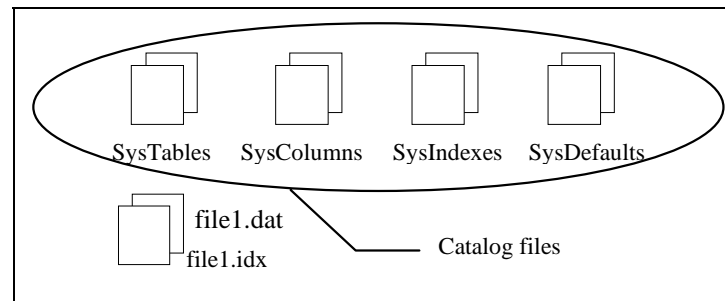 SysTables SysColumns SysIndexes SysDefaults
file1.dat
file1.idx
Catalog files